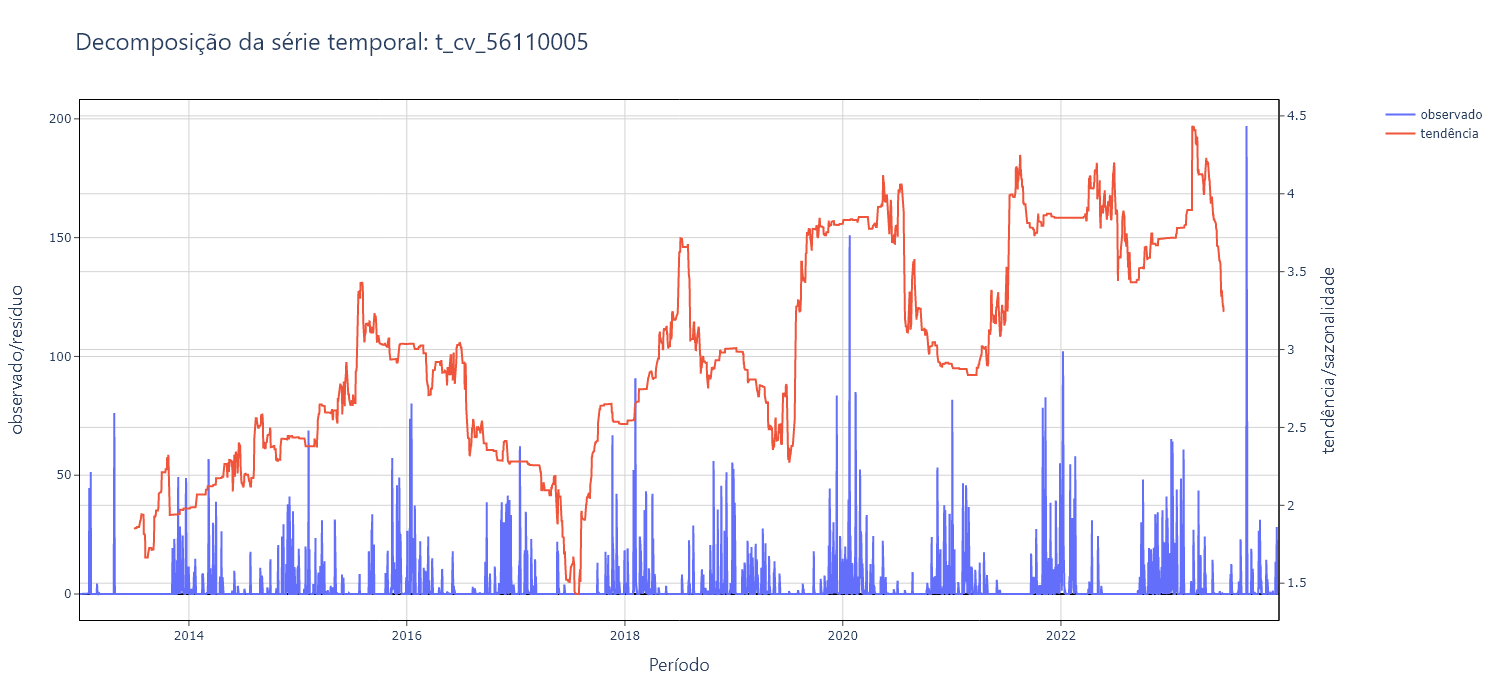 Decomposição da série temporal: t_cv_56110005
observado
tendência
observado/resíduo
200
150
100
50
0
4.5
4
3.5
3
2.5
2
1.5
tendência/sazonalidade
2014
2016
2018
2020
2022
Período